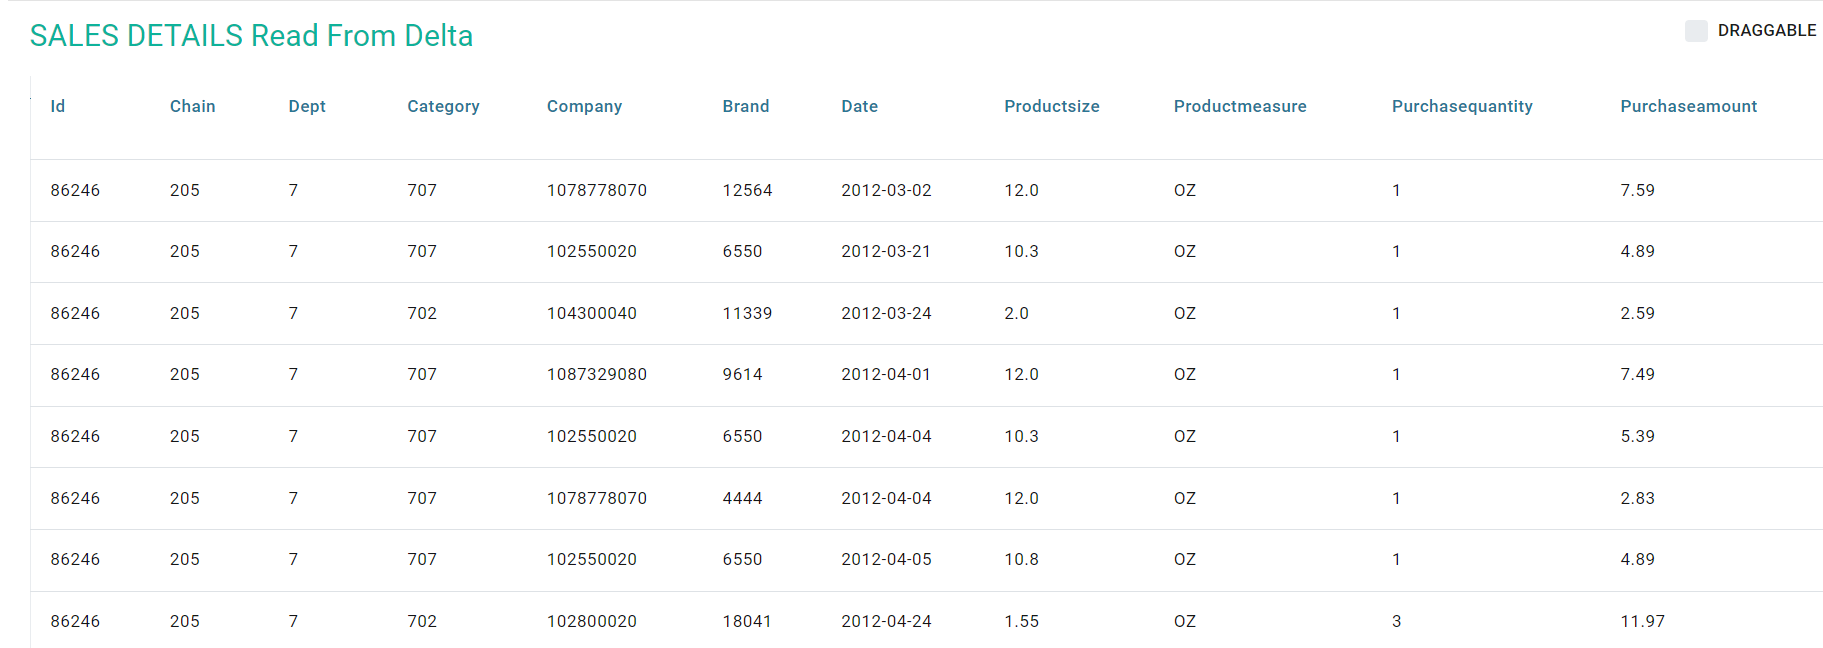 SALES DETAILS Read From Delta
DRAGGABLE
Id Chain Dept Category Company Brand Date Productsize Productmeasure Purchasequantity Purchaseamount
86246 205 7 707 1078778070 12564 2012-03-02 12.0 OZ 1 7.59
86246 205 7 707 102550020 6550 2012-03-21 10.3 OZ 1 4.89
86246 205 7 702 104300040 11339 2012-03-24 2.0 OZ 1 2.59
86246 205 7 707 1087329080 9614 2012-04-01 12.0 OZ 1 7.49
86246 205 7 707 102550020 6550 2012-04-04 10.3 OZ 1 5.39
86246 205 7 707 1078778070 4444 2012-04-04 12.0 OZ 1 2.83
86246 205 7 707 102550020 6550 2012-04-05 10.8 OZ 1 4.89
86246 205 7 702 102800020 18041 2012-04-24 1.55 OZ 3 11.97